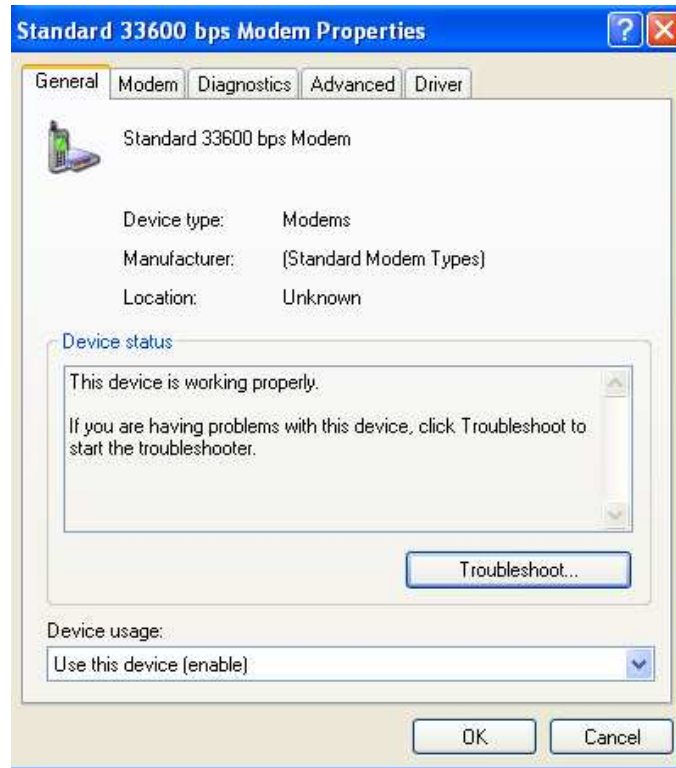 Standard 33600 bps Modem Properties
General Modem Diagnostics Advanced Driver
Standard 33600 bps Modem
Device type: Modems
Manufacturer: (Standard Modem Types)
Location: Unknown
Device status
This device is working properly.
If you are having problems with this device, click Troubleshoot to
start the troubleshooter.
Troubleshoot...
Device usage:
Use this device (enable)
OK Cancel